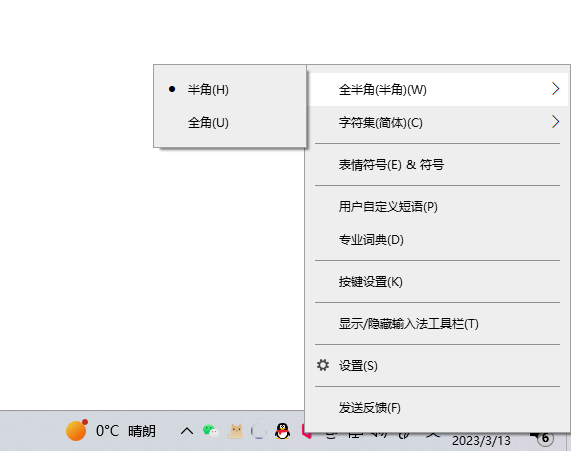 半角(H)
全角(U)
全半角(半角)(W)
字符集(简体)(C)
表情符号(E) & 符号
用户自定义短语(P)
专业词典(D)
按键设置(K)
显示/隐藏输入法工具栏(T)
设置(S)
发送反馈(F)
0°C 晴朗
2023/3/13
6